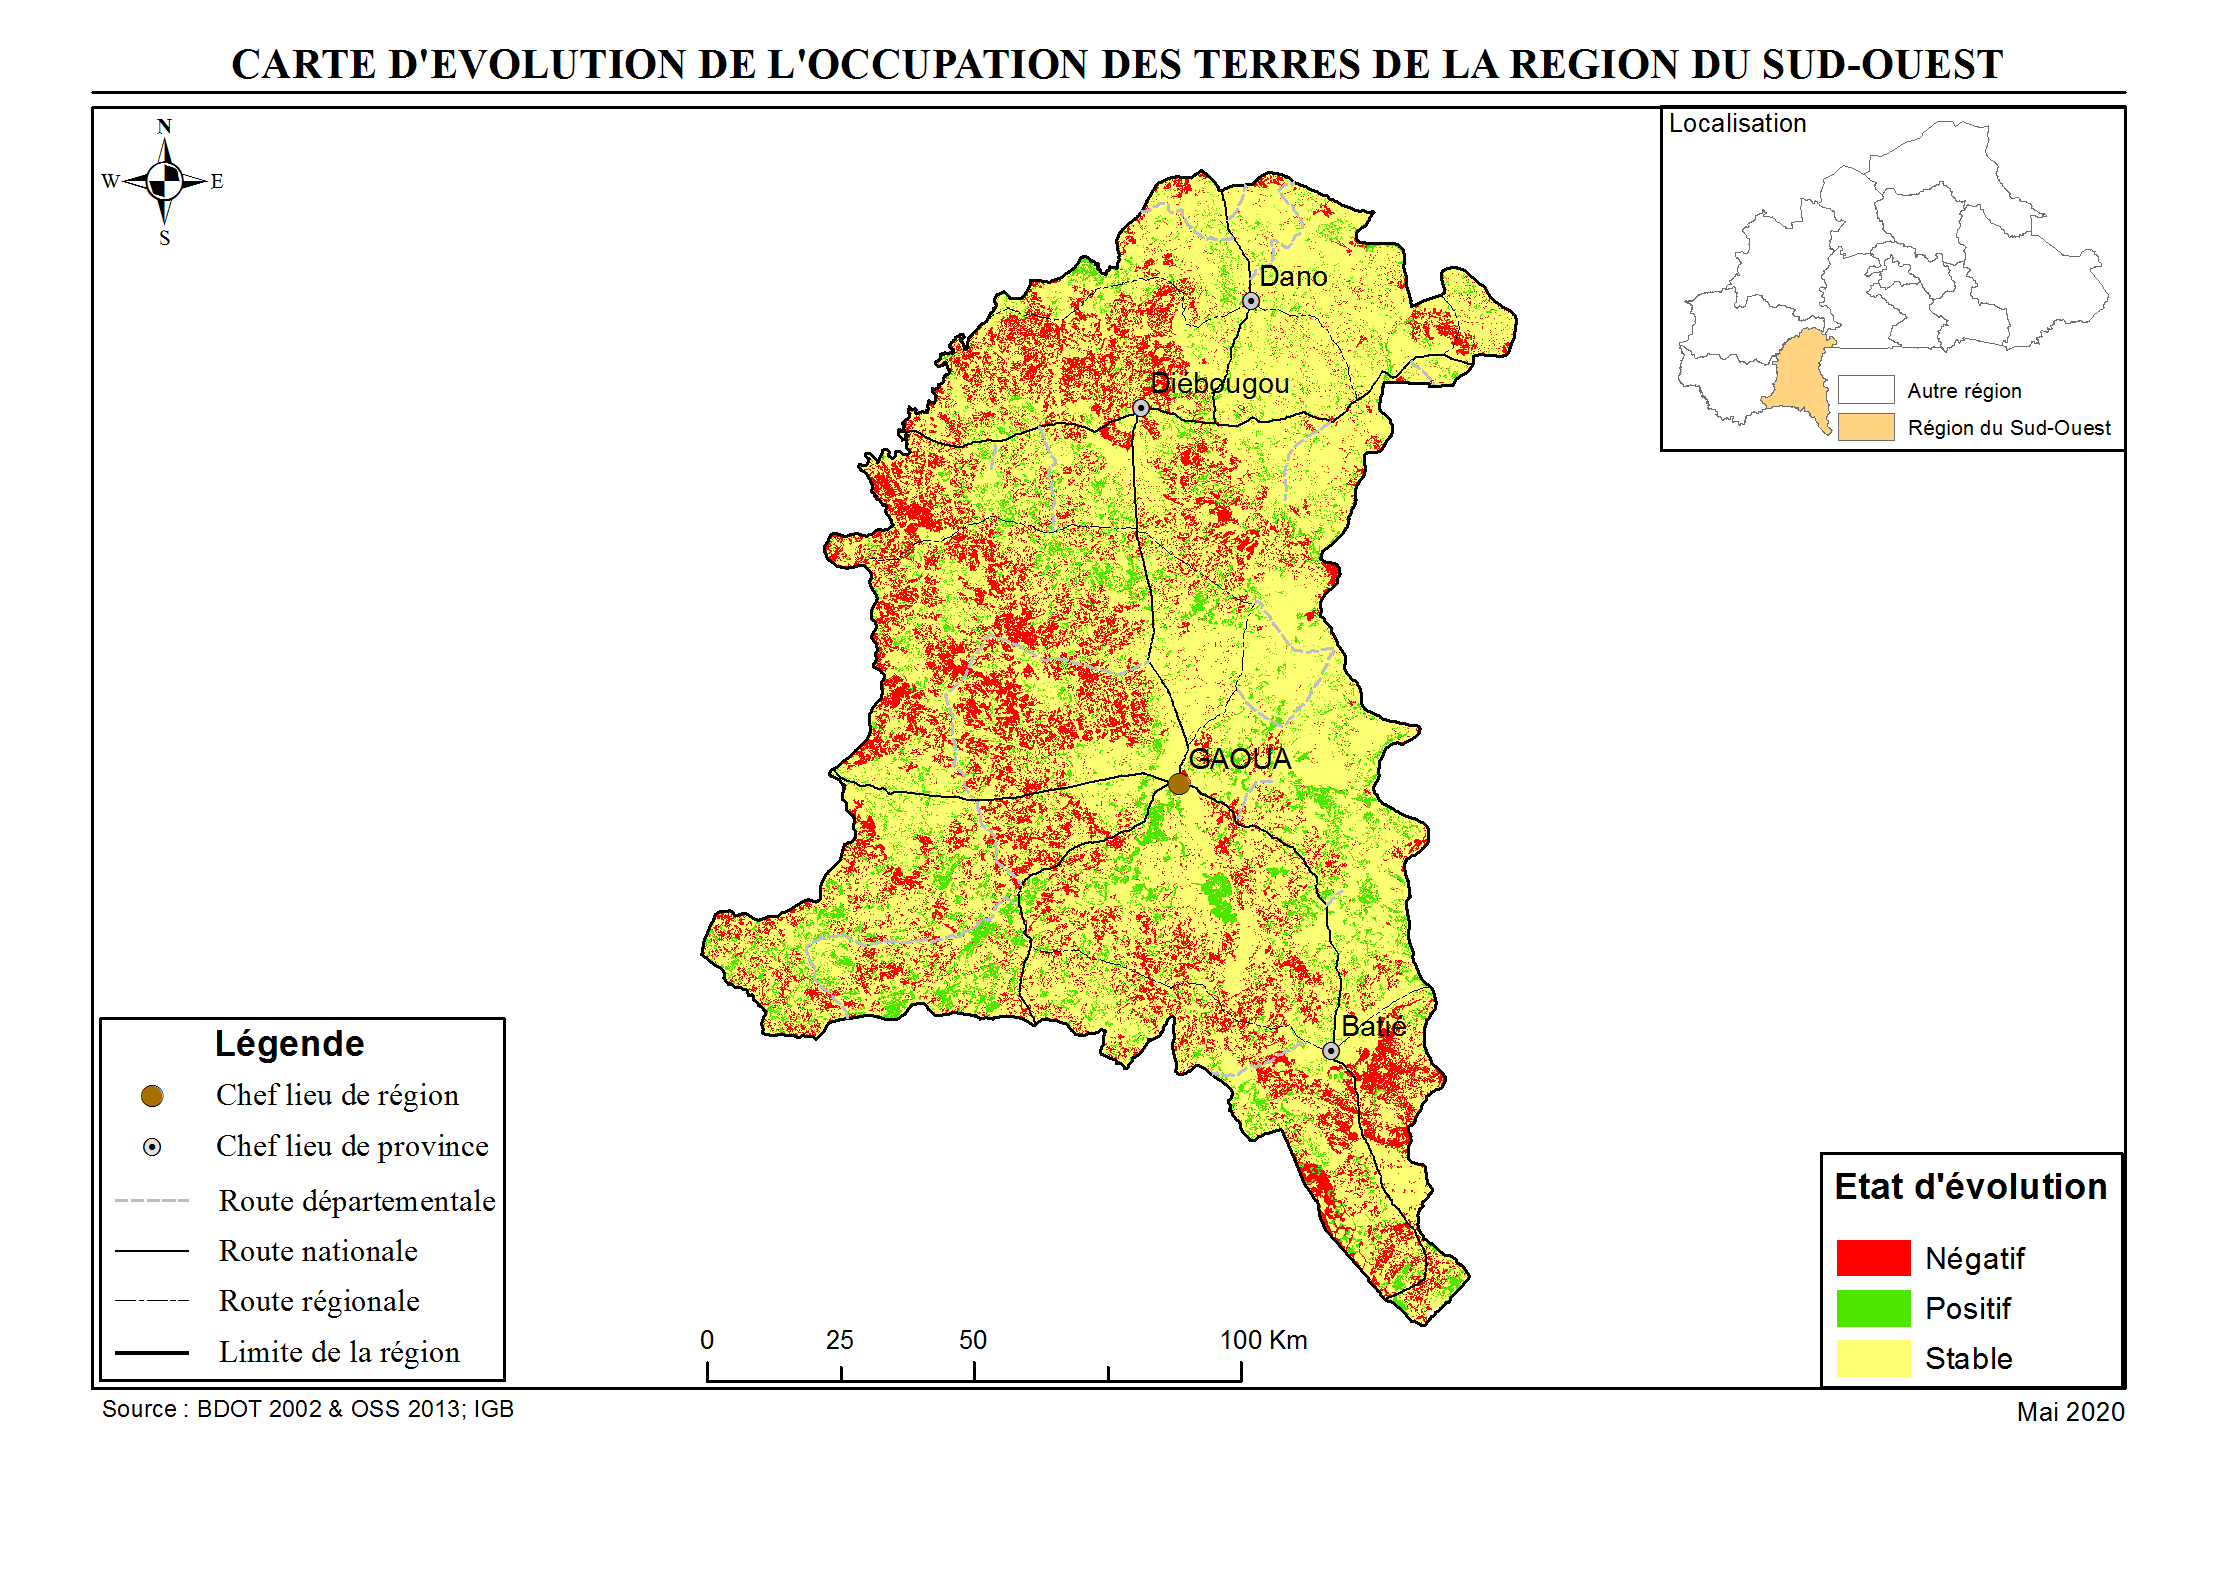 CARTE D'EVOLUTION DE L'OCCUPATION DES TERRES DE LA REGION DU SUD-OUEST
N
W
E
S
Localisation
Autre région
Région du Sud-Ouest
Dano
Diébougou
GAOUA
Batié
Légende
Chef lieu de région
Chef lieu de province
Route départementale
Route nationale
Route régionale
Limite de la région
0 25 50 100 Km
Etat d'évolution
Négatif
Positif
Stable
Source : BDOT 2002 & OSS 2013; IGB
Mai 2020